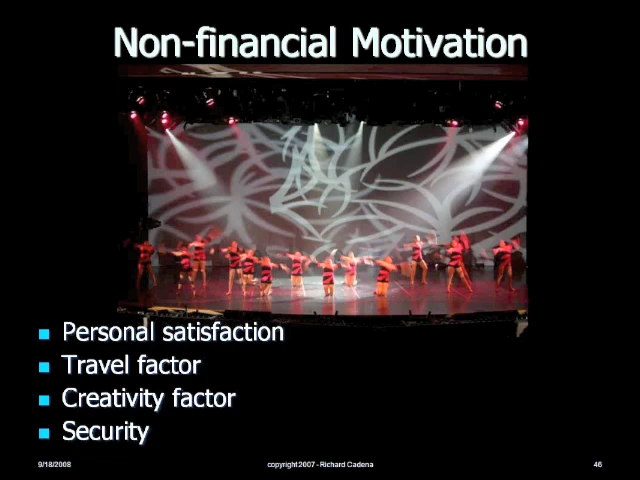 Non-financial Motivation
Personal satisfaction
Travel factor
Creativity factor
Security
9/18/2008
copyright 2007 - Richard Cadena
46